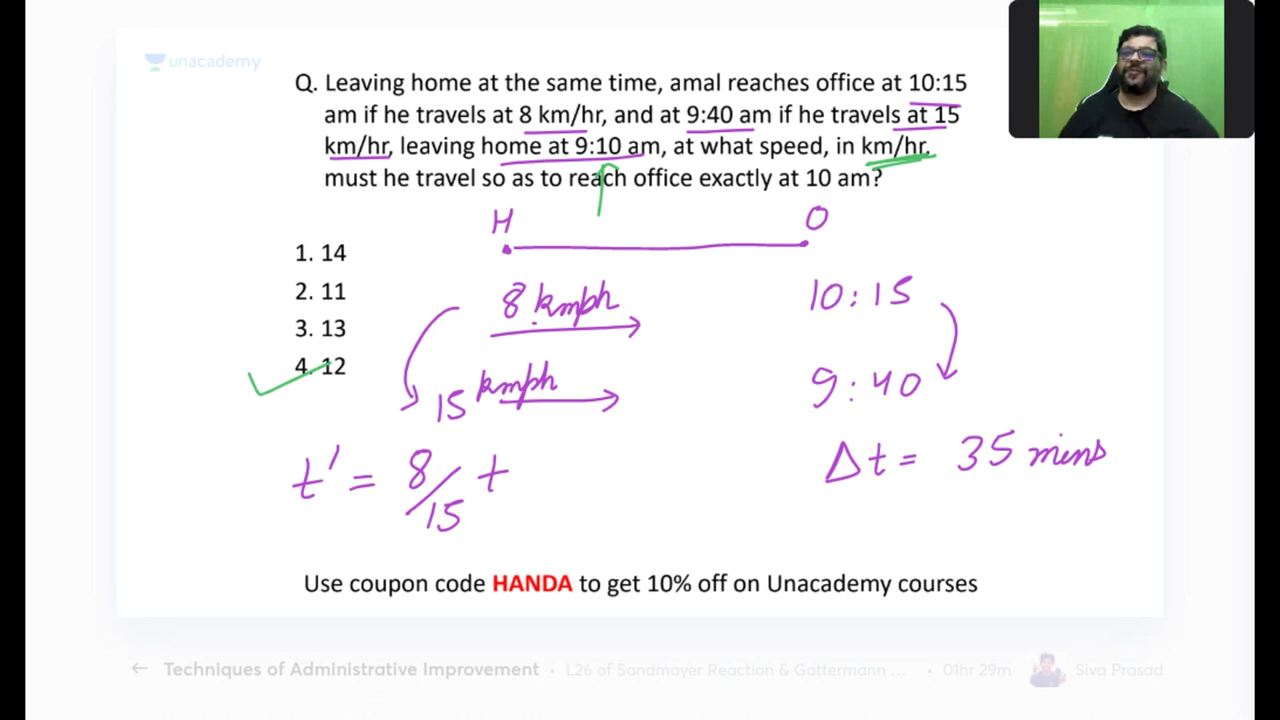 unacademy
Q. Leaving home at the same time, amal reaches office at 10:15
am if he travels at 8 km/hr, and at 9:40 am if he travels at 15
km/hr, leaving home at 9:10 am, at what speed, in km/hr,
must he travel so as to reach office exactly at 10 am?
H O
1. 14
2. 11
3. 13
4. 12
8 kmph 10:15
15 kmph 9:40
t' = 8/15 t
Δt = 35 mins
Use coupon code HANDA to get 10% off on Unacademy courses
← Techniques of Administrative Improvement • L26 of Sandmayer Reaction & Gattermann ... • 01hr 29m Siva Prasad